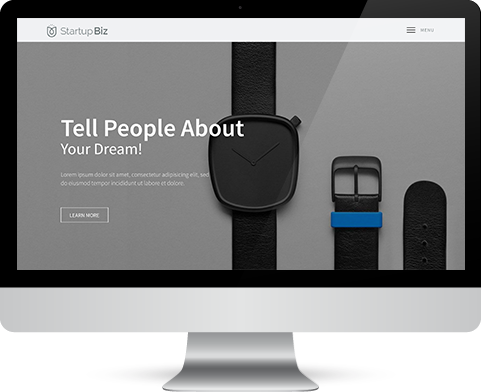 StartupBiz
MENU
Tell People About
Your Dream!
Lorem ipsum dolor sit amet, consectetur adipisicing elit, sed
do eiusmod tempor incididunt ut labore et dolore.
LEARN MORE